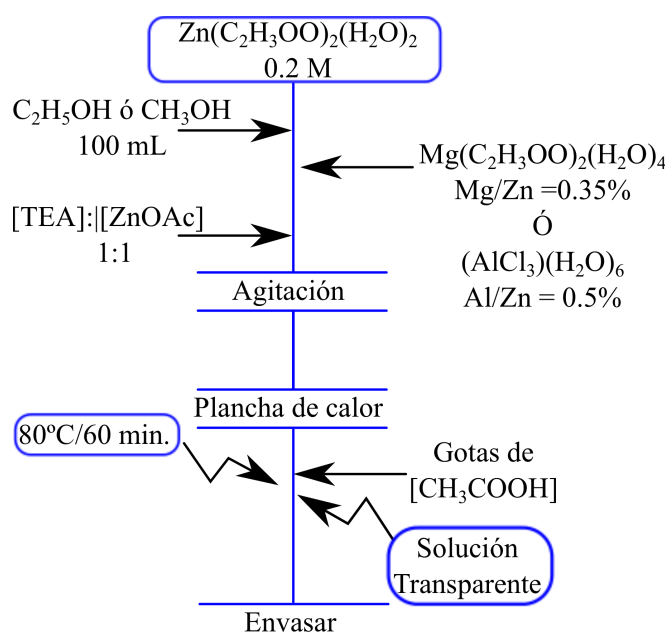 Zn(C₂H₃OO)₂(H₂O)₂
0.2 M
C₂H₅OH ó CH₃OH
100 mL
Mg(C₂H₃OO)₂(H₂O)₄
Mg/Zn =0.35%
Ó
(AlCl₃)(H₂O)₆
Al/Zn = 0.5%
[TEA]:|[ZnOAc]
1:1
Agitación
Plancha de calor
80ºC/60 min.
Gotas de
[CH₃COOH]
Solución
Transparente
Envasar